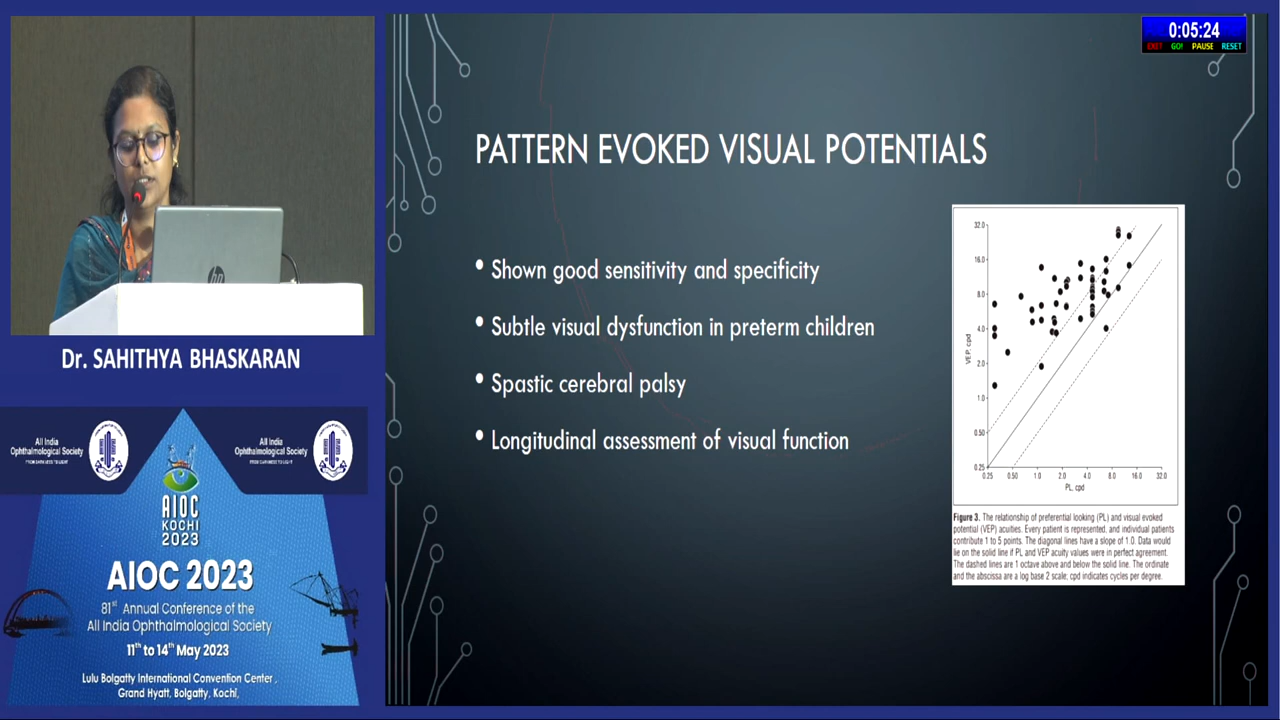 0:05:24
EXIT GO! PAUSE RESET
PATTERN EVOKED VISUAL POTENTIALS
• Shown good sensitivity and specificity
• Subtle visual dysfunction in preterm children
• Spastic cerebral palsy
• Longitudinal assessment of visual function
32.0
16.0
8.0
4.0
2.0
1.0
0.50
0.25
VEP, cpd
0.25 0.50 1.0 2.0 4.0 8.0 16.0 32.0
PL, cpd
Figure 3. The relationship of preferential looking (PL) and visual evoked
potential (VEP) acuities. Every patient is represented, and individual patients
contribute 1 to 5 points. The diagonal lines have a slope of 1.0. Data would
lie on the solid line if PL and VEP acuity values were in perfect agreement.
The dashed lines are 1 octave above and below the solid line. The ordinate
and the abscissa are a log base 2 scale; cpd indicates cycles per degree.
hp
Dr. SAHITHYA BHASKARAN
All India
Ophthalmological Society
FROM DARKNESS TO LIGHT
All India
Ophthalmological Society
FROM DARKNESS TO LIGHT
AIOC
KOCHI
2023
AIOC 2023
81st Annual Conference of the
All India Ophthalmological Society
11th to 14th May 2023
Lulu Bolgatty International Convention Center,
Grand Hyatt, Bolgatty, Kochi,